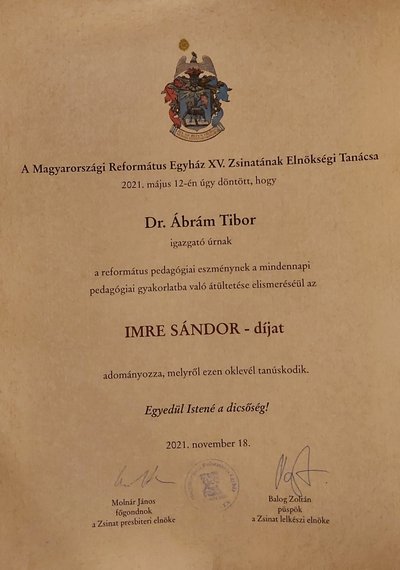 A Magyarországi Református Egyház XV. Zsinatának Elnökségi Tanácsa
2021. május 12-én úgy döntött, hogy
Dr. Ábrám Tibor
igazgató úrnak
a református pedagógiai eszménynek a mindennapi
pedagógiai gyakorlatba való átültetése elismeréséül az
IMRE SÁNDOR - díjat
adományozza, melyről ezen oklevél tanúskodik.
Egyedül Istené a dicsőség!
2021. november 18.
Molnár János
főgondnok
a Zsinat presbiteri elnöke
Balog Zoltán
püspök
a Zsinat lelkészi elnöke